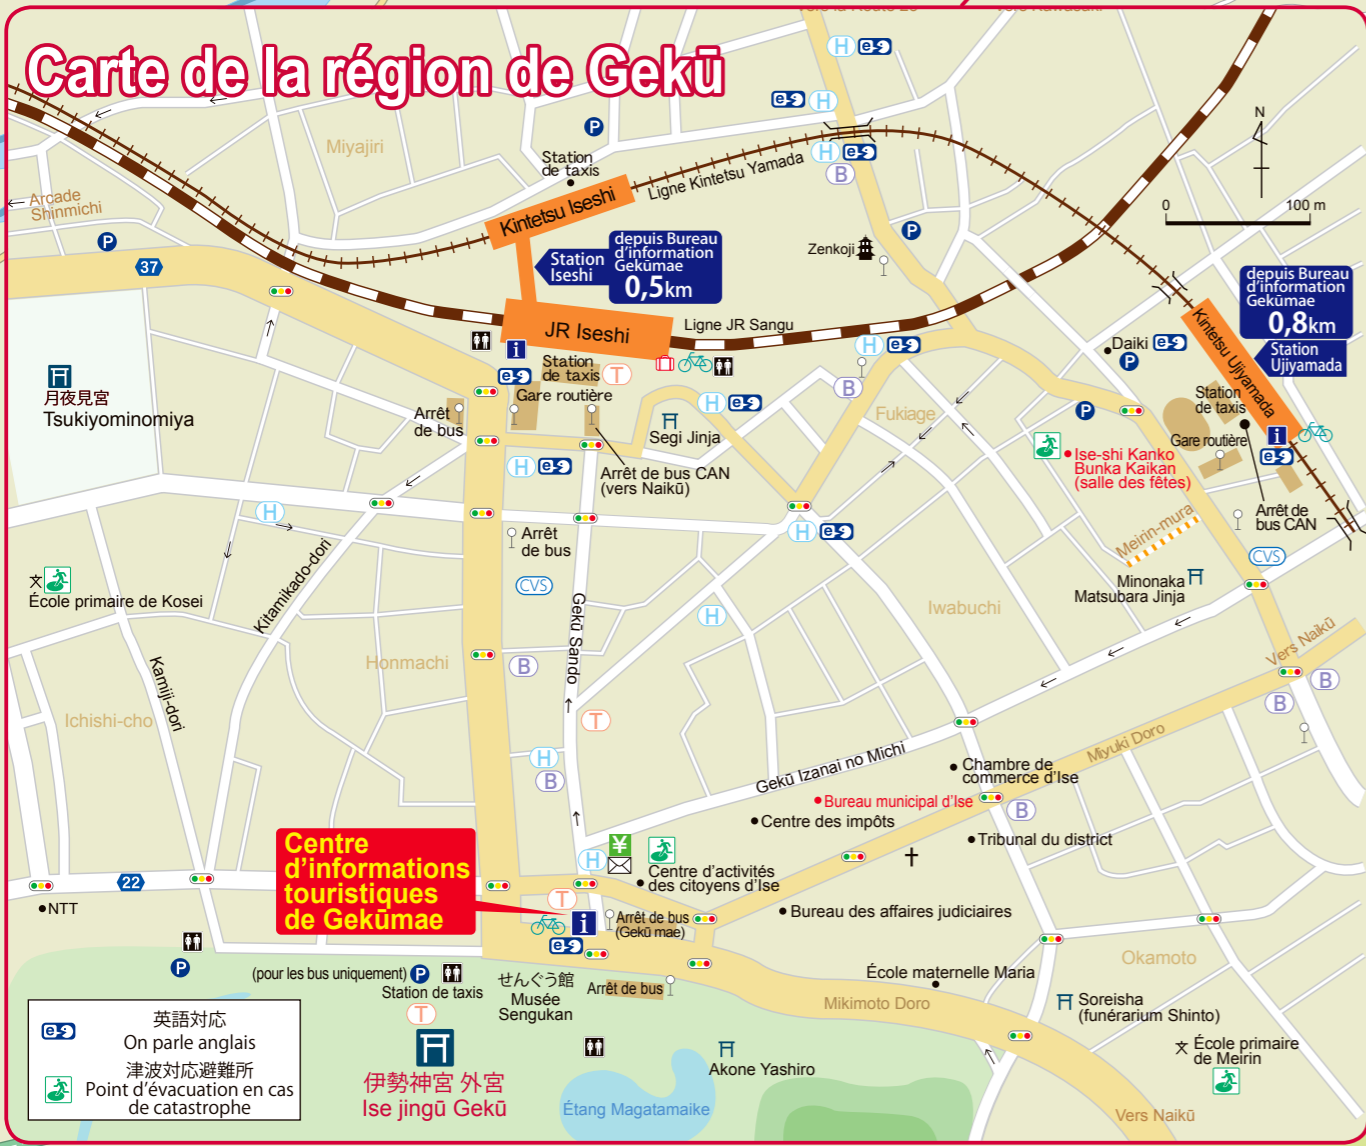 Carte de la région de Gekū
H
H
P
Miyajiri
Station
de taxis
Ligne Kintetsu Yamada
H
B
N
0
100 m
Arcade
Shinmichi
P
37
Kintetsu Iseshi
Station
Iseshi
depuis Bureau
d'information
Gekūmae
0,5km
Zenkoji
P
depuis Bureau
d'information
Gekūmae
0,8km
Station
Ujiyamada
Kintetsu Ujiyamada
JR Iseshi
Ligne JR Sangu
i
Station
de taxis
T
Gare routière
H
B
Daiki
P
月夜見宮
Tsukiyominomiya
Arrêt
de bus
H
Segi Jinja
Fukiage
P
Station
de taxis
Gare routière
i
Ise-shi Kanko
Bunka Kaikan
(salle des fêtes)
H
Arrêt de bus CAN
(vers Naikū)
H
Arrêt
de bus
H
Arrêt de
bus CAN
Meirin-mura
CVS
文
École primaire de Kosei
Kitamikado-dori
CVS
Gekū Sando
H
Iwabuchi
Minonaka
Matsubara Jinja
Honmachi
B
Vers Naikū
B
B
Kamiji-dori
Ichishi-cho
T
H
B
Gekū Izanai no Michi
Miyuki Doro
Chambre de
commerce d'Ise
Bureau municipal d'Ise
B
Centre des impôts
Tribunal du district
Centre
d'informations
touristiques
de Gekūmae
¥
H
Centre d'activités
des citoyens d'Ise
22
NTT
T
i
Arrêt de bus
(Gekū mae)
Bureau des affaires judiciaires
P
(pour les bus uniquement)
P
Station de taxis
T
せんぐう館
Musée
Sengukan
Arrêt de bus
École maternelle Maria
Mikimoto Doro
Okamoto
Soreisha
(funérarium Shinto)
文
École primaire
de Meirin
伊勢神宮 外宮
Ise jingū Gekū
Étang Magatamaike
Akone Yashiro
Vers Naikū
英語対応
On parle anglais
津波対応避難所
Point d'évacuation en cas
de catastrophe